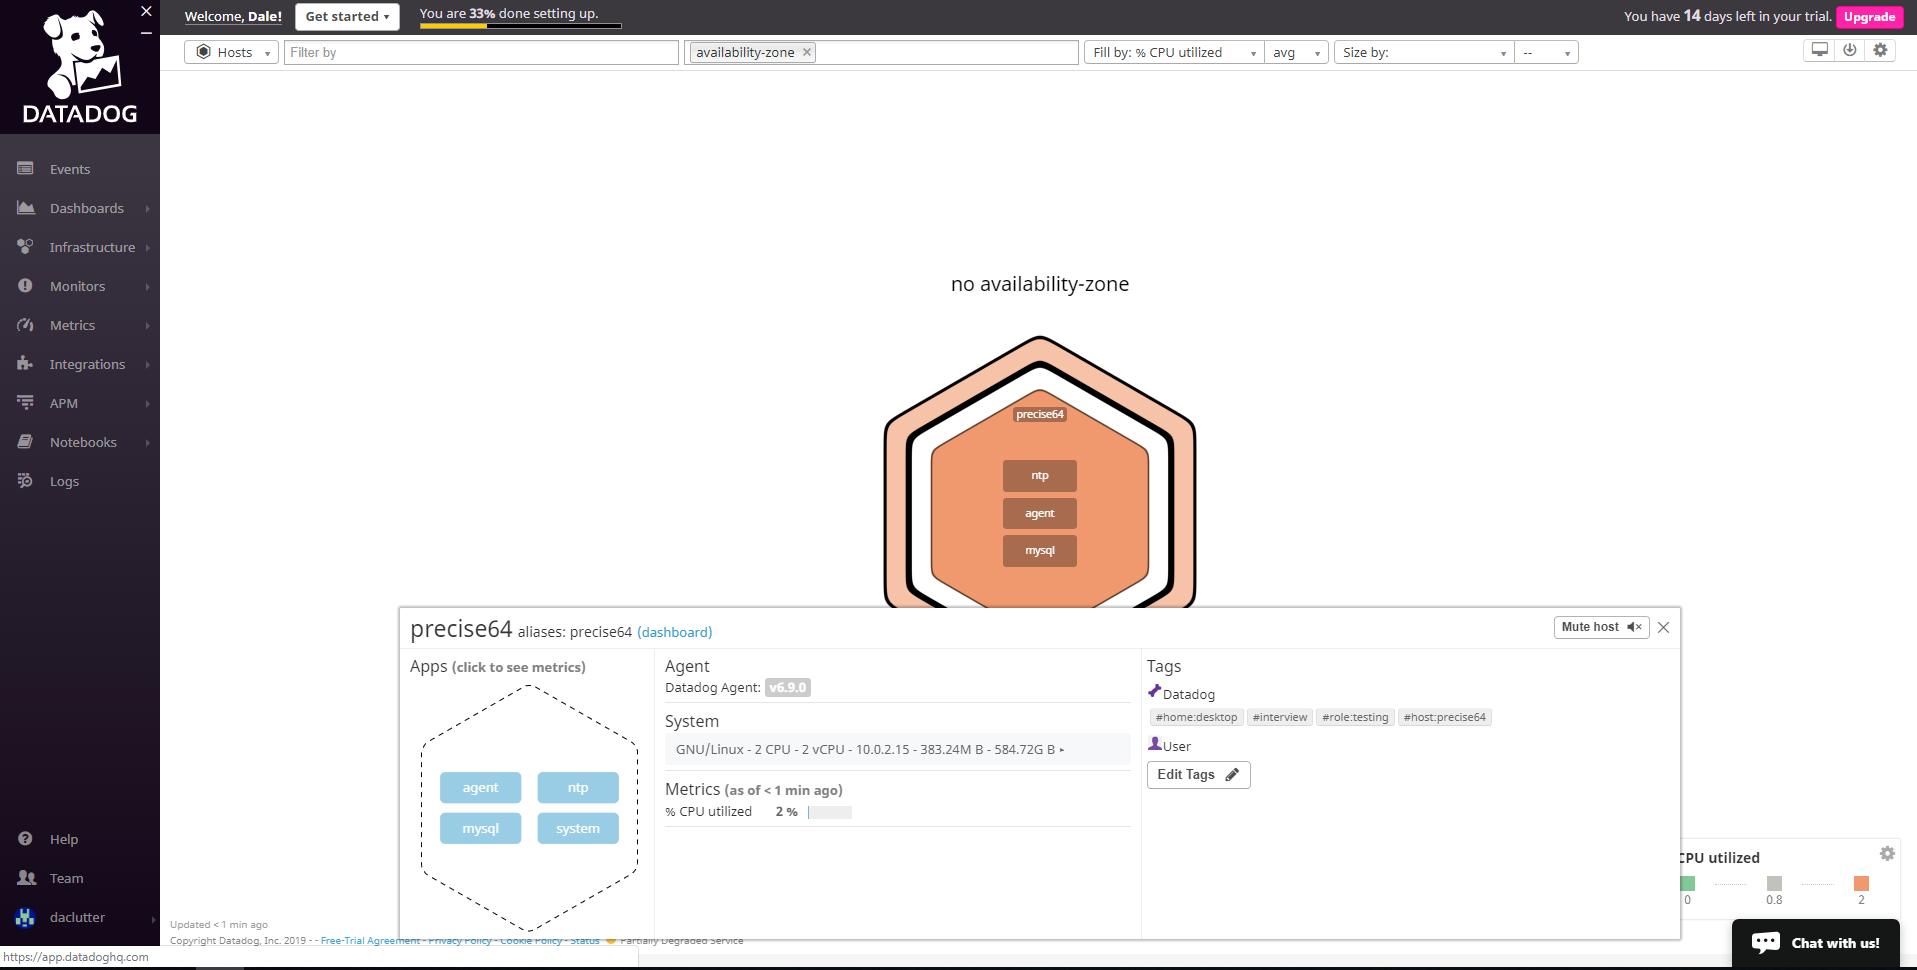 Welcome, Dale!
Get started
You are 33% done setting up.
You have 14 days left in your trial.
Upgrade
DATADOG
Hosts
Filter by
availability-zone ×
Fill by: % CPU utilized
avg
Size by:
--
Events
Dashboards
Infrastructure
Monitors
Metrics
Integrations
APM
Notebooks
Logs
Help
Team
daclutter
no availability-zone
precise64
ntp
agent
mysql
precise64 aliases: precise64 (dashboard)
Mute host
Apps (click to see metrics)
agent
ntp
mysql
system
Agent
Datadog Agent: v6.9.0
System
GNU/Linux - 2 CPU - 2 vCPU - 10.0.2.15 - 383.24M B - 584.72G B
Metrics (as of < 1 min ago)
% CPU utilized 2 %
Tags
Datadog
#home:desktop #interview #role:testing #host:precise64
User
Edit Tags
CPU utilized
0 0.8 2
Updated < 1 min ago
Copyright Datadog, Inc. 2019 - - Free-Trial Agreement - Privacy Policy - Cookie Policy - Status Partially Degraded Service
Chat with us!
https://app.datadoghq.com